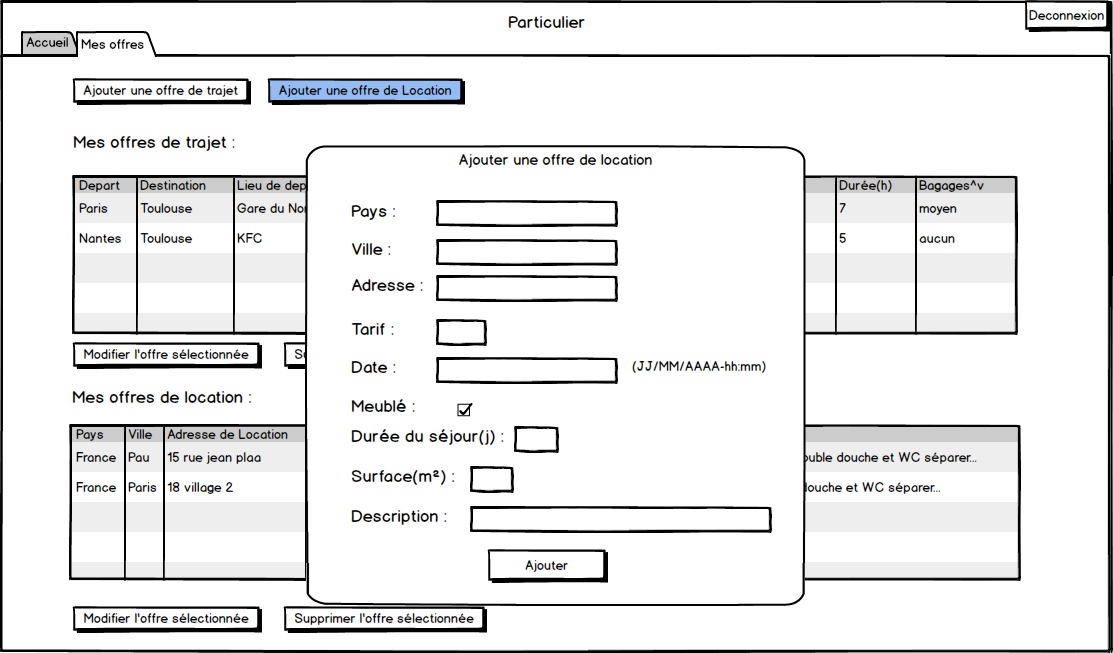 Particulier
Deconnexion
Accueil
Mes offres
Ajouter une offre de trajet
Ajouter une offre de Location
Mes offres de trajet :
Depart Destination Lieu de dep Durée(h) Bagages^v
Paris Toulouse Gare du Nor 7 moyen
Nantes Toulouse KFC 5 aucun
Modifier l'offre sélectionnée
Mes offres de location :
Pays Ville Adresse de Location
France Pau 15 rue jean plaa ouble douche et WC séparer...
France Paris 18 village 2 douche et WC séparer...
Modifier l'offre sélectionnée
Supprimer l'offre sélectionnée
Ajouter une offre de location
Pays :
Ville :
Adresse :
Tarif :
Date : (JJ/MM/AAAA-hh:mm)
Meublé :
Durée du séjour(j) :
Surface(m²) :
Description :
Ajouter